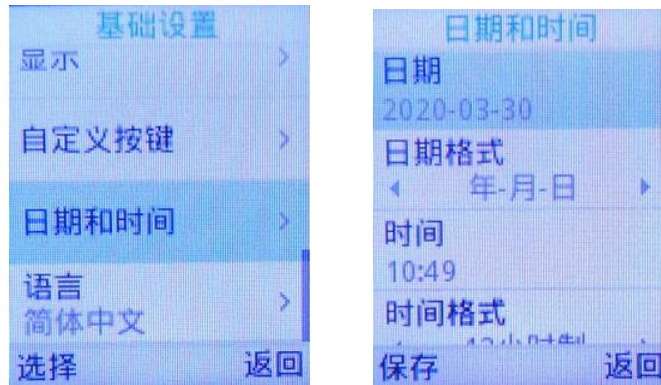 基础设置
显示
自定义按键
日期和时间
语言
简体中文
选择 返回
日期和时间
日期
2020-03-30
日期格式
年-月-日
时间
10:49
时间格式
保存 返回